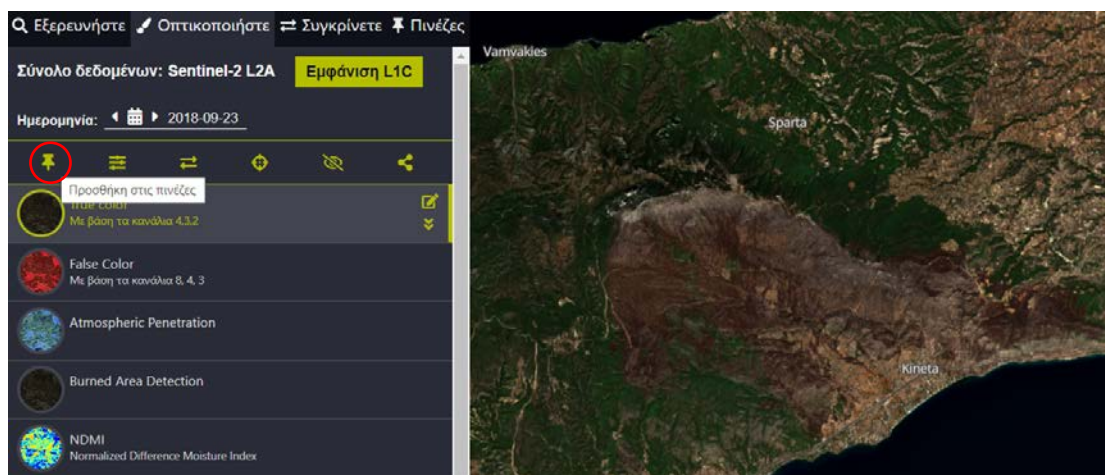 Εξερευνήστε Οπτικοποιήστε Συγκρίνετε Πινέζες
Σύνολο δεδομένων: Sentinel-2 L2A Εμφάνιση L1C
Ημερομηνία: 2018-09-23
Προσθήκη στις πινέζες
True color
Με βάση τα κανάλια 4,3,2
False Color
Με βάση τα κανάλια 8, 4, 3
Atmospheric Penetration
Burned Area Detection
NDMI
Normalized Difference Moisture Index
Vamvakies
Sparta
Kineta